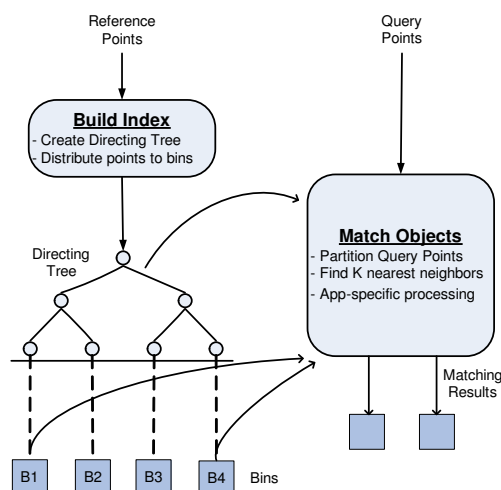 Reference
Points
Query
Points
Build Index
- Create Directing Tree
- Distribute points to bins
Directing
Tree
Match Objects
- Partition Query Points
- Find K nearest neighbors
- App-specific processing
Matching
Results
B1
B2
B3
B4
Bins